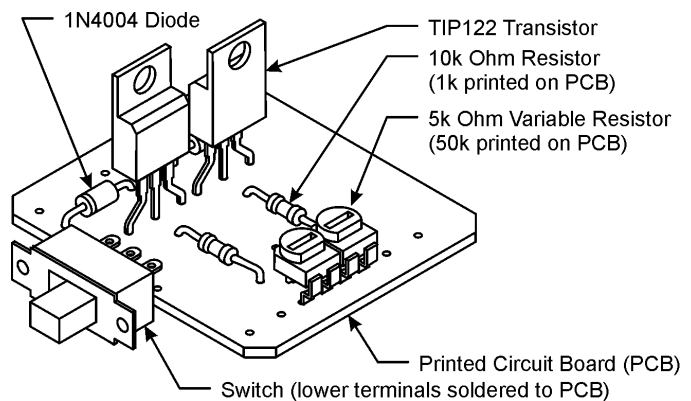 1N4004 Diode
TIP122 Transistor
10k Ohm Resistor
(1k printed on PCB)
5k Ohm Variable Resistor
(50k printed on PCB)
Printed Circuit Board (PCB)
Switch (lower terminals soldered to PCB)